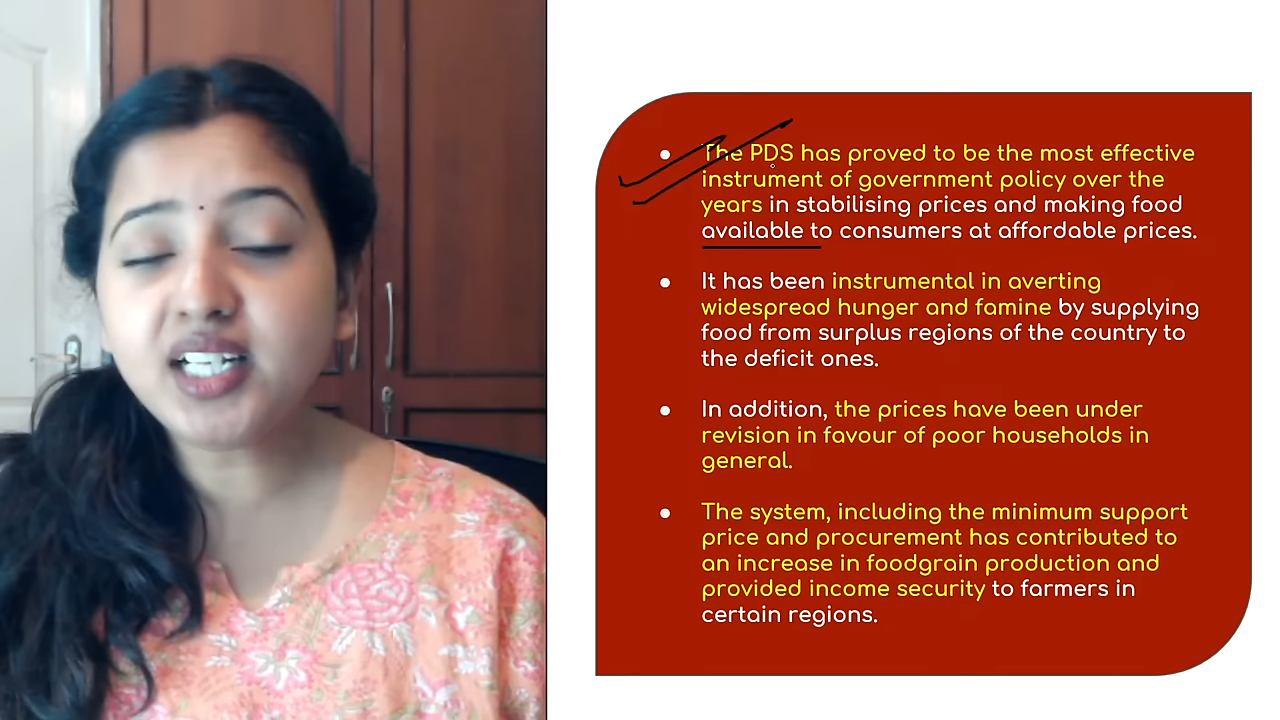 The PDS has proved to be the most effective
instrument of government policy over the
years in stabilising prices and making food
available to consumers at affordable prices.
It has been instrumental in averting
widespread hunger and famine by supplying
food from surplus regions of the country to
the deficit ones.
In addition, the prices have been under
revision in favour of poor households in
general.
The system, including the minimum support
price and procurement has contributed to
an increase in foodgrain production and
provided income security to farmers in
certain regions.